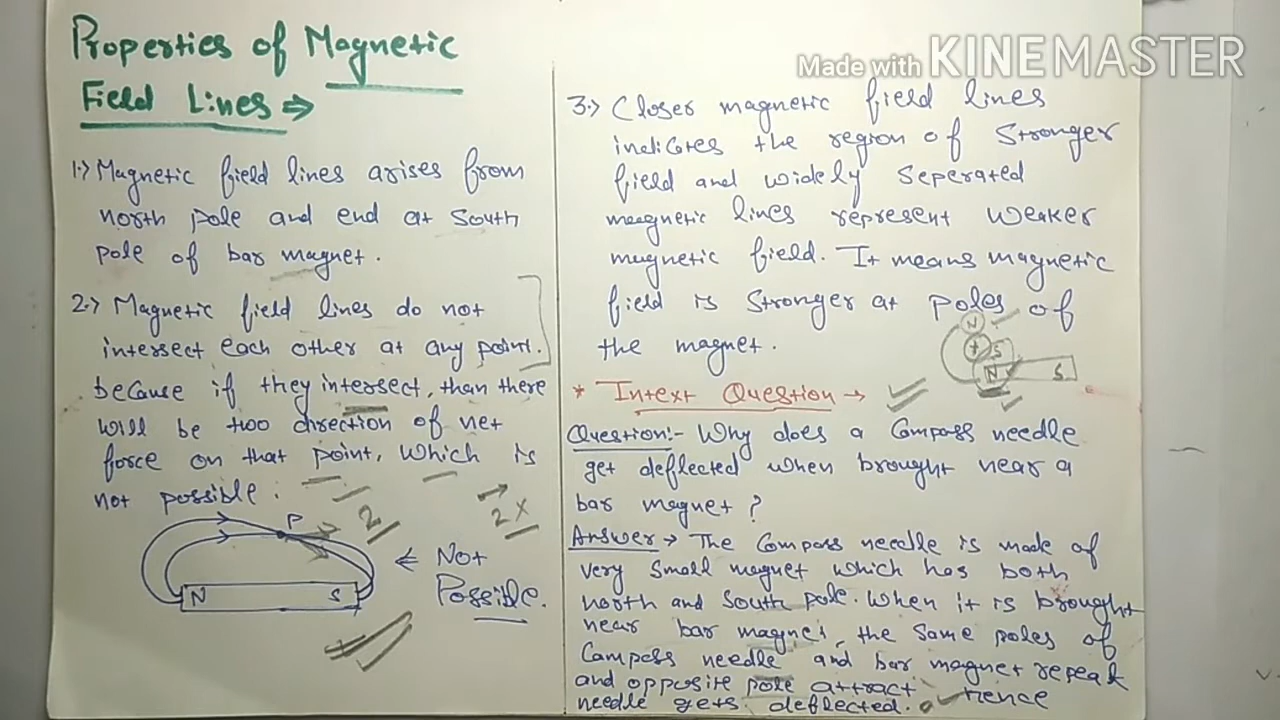 Properties of Magnetic
Field Lines ⇒
1.) Magnetic field lines arises from
north pole and end at south
pole of bar magnet.
2.) Magnetic field lines do not
intersect each other at any point.
because if they intersect, than there
will be two direction of net
force on that point, which is
not possible.
P
2
2 X
N
S
⇐ Not
Possible.
Made with KINEMASTER
3.) Closer magnetic field lines
indicates the region of stronger
field and widely seperated
magnetic lines represent weaker
magnetic field. It means magnetic
field is stronger at poles of
the magnet.
N
S
N
S
* Intext Question →
Question:- Why does a Compass needle
get deflected when brought near a
bar magnet?
Answer → The Compass needle is made of
very small magnet which has both
north and south pole. When it is brought
near bar magnet, the same poles of
Compass needle and bar magnet repeat
and opposite pole attract. Hence
needle gets deflected.